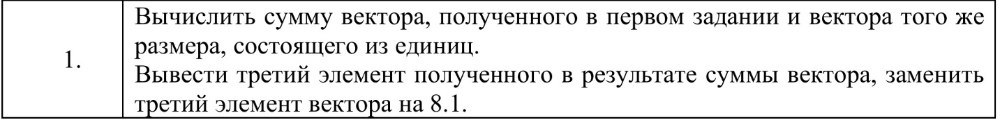 Вычислить сумму вектора, полученного в первом задании и вектора того же
размера, состоящего из единиц.
1.
Вывести третий элемент полученного в результате суммы вектора, заменить
третий элемент вектора на 8.1.